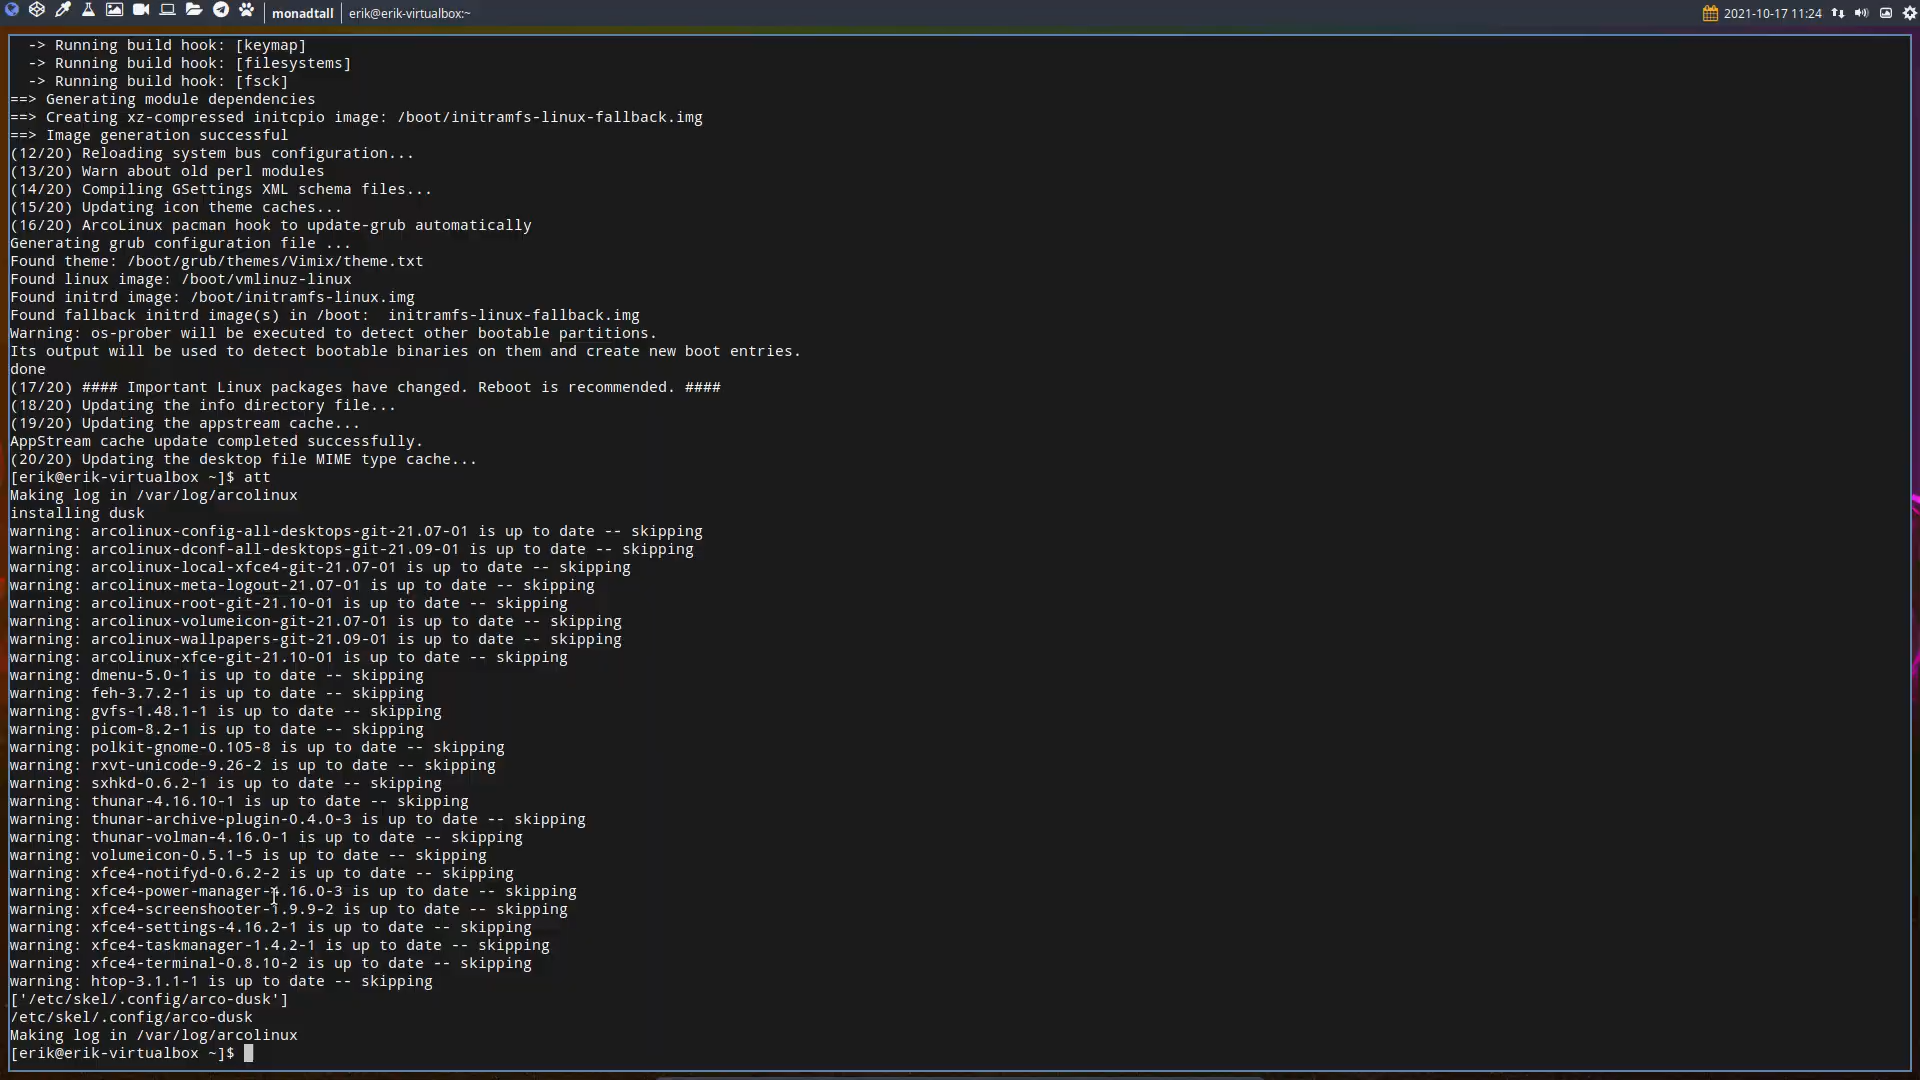 monadtall erik@erik-virtualbox:~ 2021-10-17 11:24
-> Running build hook: [keymap]
-> Running build hook: [filesystems]
-> Running build hook: [fsck]
==> Generating module dependencies
==> Creating xz-compressed initcpio image: /boot/initramfs-linux-fallback.img
==> Image generation successful
(12/20) Reloading system bus configuration...
(13/20) Warn about old perl modules
(14/20) Compiling GSettings XML schema files...
(15/20) Updating icon theme caches...
(16/20) ArcoLinux pacman hook to update-grub automatically
Generating grub configuration file ...
Found theme: /boot/grub/themes/Vimix/theme.txt
Found linux image: /boot/vmlinuz-linux
Found initrd image: /boot/initramfs-linux.img
Found fallback initrd image(s) in /boot:  initramfs-linux-fallback.img
Warning: os-prober will be executed to detect other bootable partitions.
Its output will be used to detect bootable binaries on them and create new boot entries.
done
(17/20) #### Important Linux packages have changed. Reboot is recommended. ####
(18/20) Updating the info directory file...
(19/20) Updating the appstream cache...
AppStream cache update completed successfully.
(20/20) Updating the desktop file MIME type cache...
[erik@erik-virtualbox ~]$ att
Making log in /var/log/arcolinux
installing dusk
warning: arcolinux-config-all-desktops-git-21.07-01 is up to date -- skipping
warning: arcolinux-dconf-all-desktops-git-21.09-01 is up to date -- skipping
warning: arcolinux-local-xfce4-git-21.07-01 is up to date -- skipping
warning: arcolinux-meta-logout-21.07-01 is up to date -- skipping
warning: arcolinux-root-git-21.10-01 is up to date -- skipping
warning: arcolinux-volumeicon-git-21.07-01 is up to date -- skipping
warning: arcolinux-wallpapers-git-21.09-01 is up to date -- skipping
warning: arcolinux-xfce-git-21.10-01 is up to date -- skipping
warning: dmenu-5.0-1 is up to date -- skipping
warning: feh-3.7.2-1 is up to date -- skipping
warning: gvfs-1.48.1-1 is up to date -- skipping
warning: picom-8.2-1 is up to date -- skipping
warning: polkit-gnome-0.105-8 is up to date -- skipping
warning: rxvt-unicode-9.26-2 is up to date -- skipping
warning: sxhkd-0.6.2-1 is up to date -- skipping
warning: thunar-4.16.10-1 is up to date -- skipping
warning: thunar-archive-plugin-0.4.0-3 is up to date -- skipping
warning: thunar-volman-4.16.0-1 is up to date -- skipping
warning: volumeicon-0.5.1-5 is up to date -- skipping
warning: xfce4-notifyd-0.6.2-2 is up to date -- skipping
warning: xfce4-power-manager-4.16.0-3 is up to date -- skipping
warning: xfce4-screenshooter-1.9.9-2 is up to date -- skipping
warning: xfce4-settings-4.16.2-1 is up to date -- skipping
warning: xfce4-taskmanager-1.4.2-1 is up to date -- skipping
warning: xfce4-terminal-0.8.10-2 is up to date -- skipping
warning: htop-3.1.1-1 is up to date -- skipping
['/etc/skel/.config/arco-dusk']
/etc/skel/.config/arco-dusk
Making log in /var/log/arcolinux
[erik@erik-virtualbox ~]$